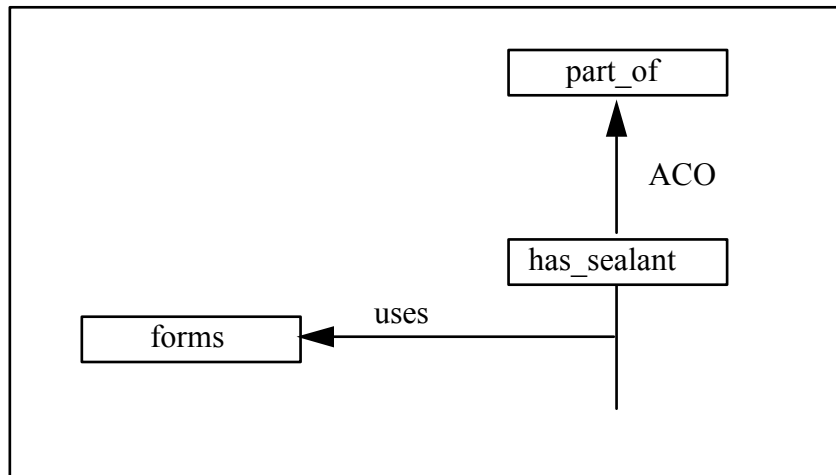 part_of
ACO
has_sealant
uses
forms